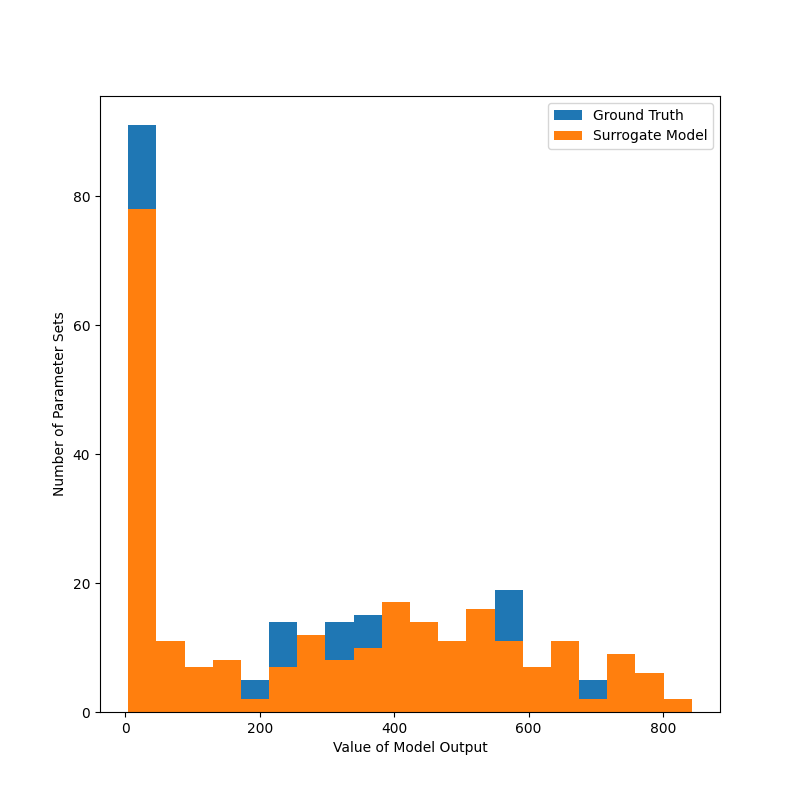 Ground Truth
Surrogate Model
80
60
40
20
0
Number of Parameter Sets
0 200 400 600 800
Value of Model Output